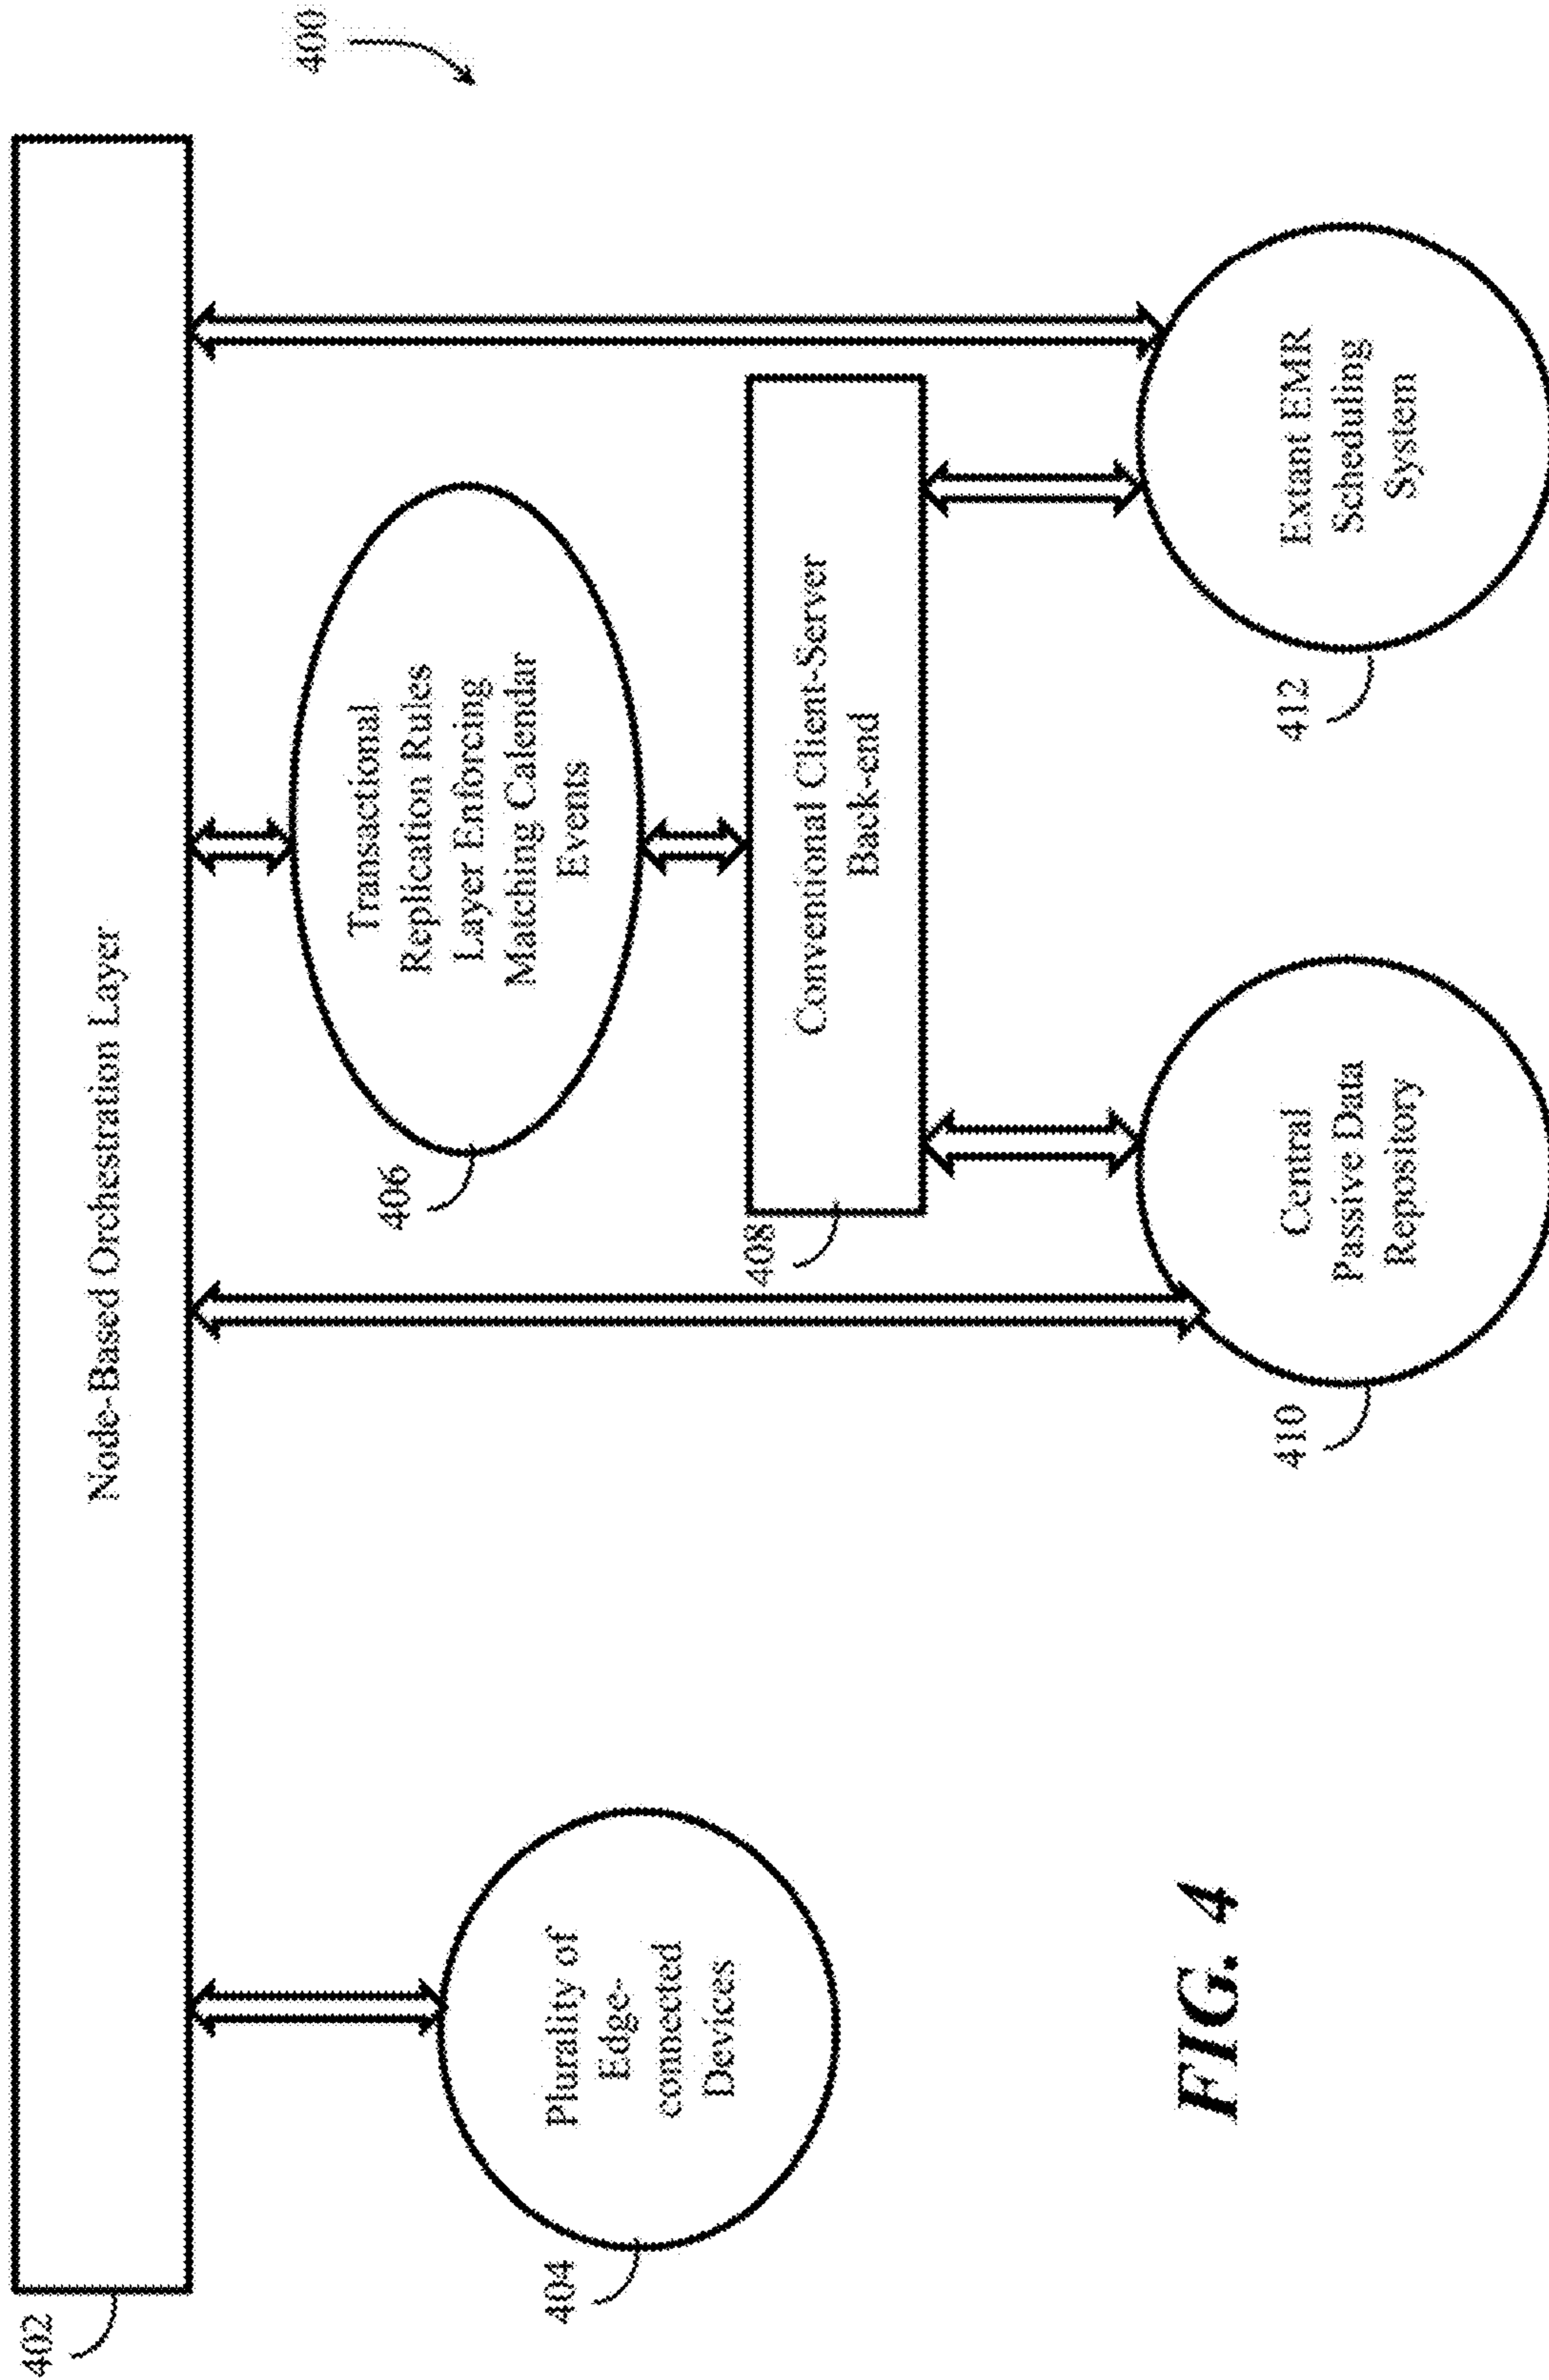 400
402
Node-Based Orchestration Layer
404
Plurality of
Edge-
connected
Devices
406
Transactional
Replication Rules
Layer Enforcing
Matching Calendar
Events
408
Conventional Client-Server
Back-end
410
Central
Passive Data
Repository
412
Extant EMR
Scheduling
System
FIG. 4